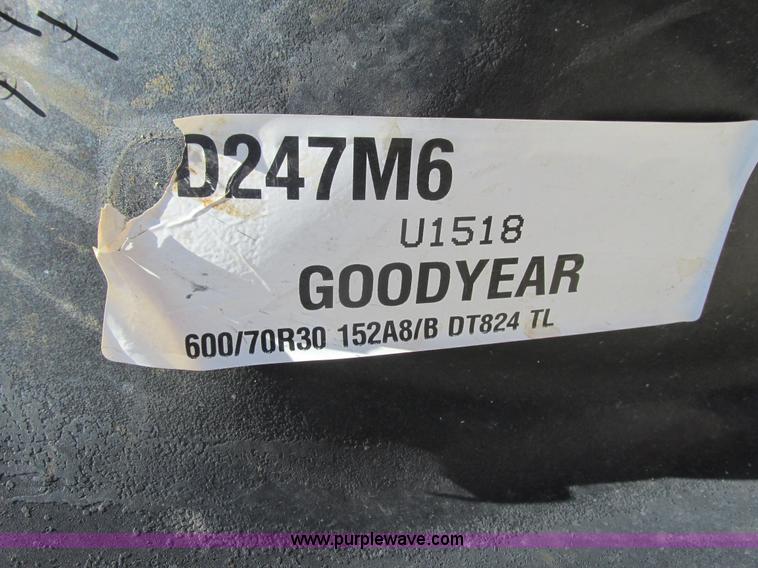 D247M6
U1518
GOODYEAR
600/70R30 152A8/B DT824 TL
www.purplewave.com